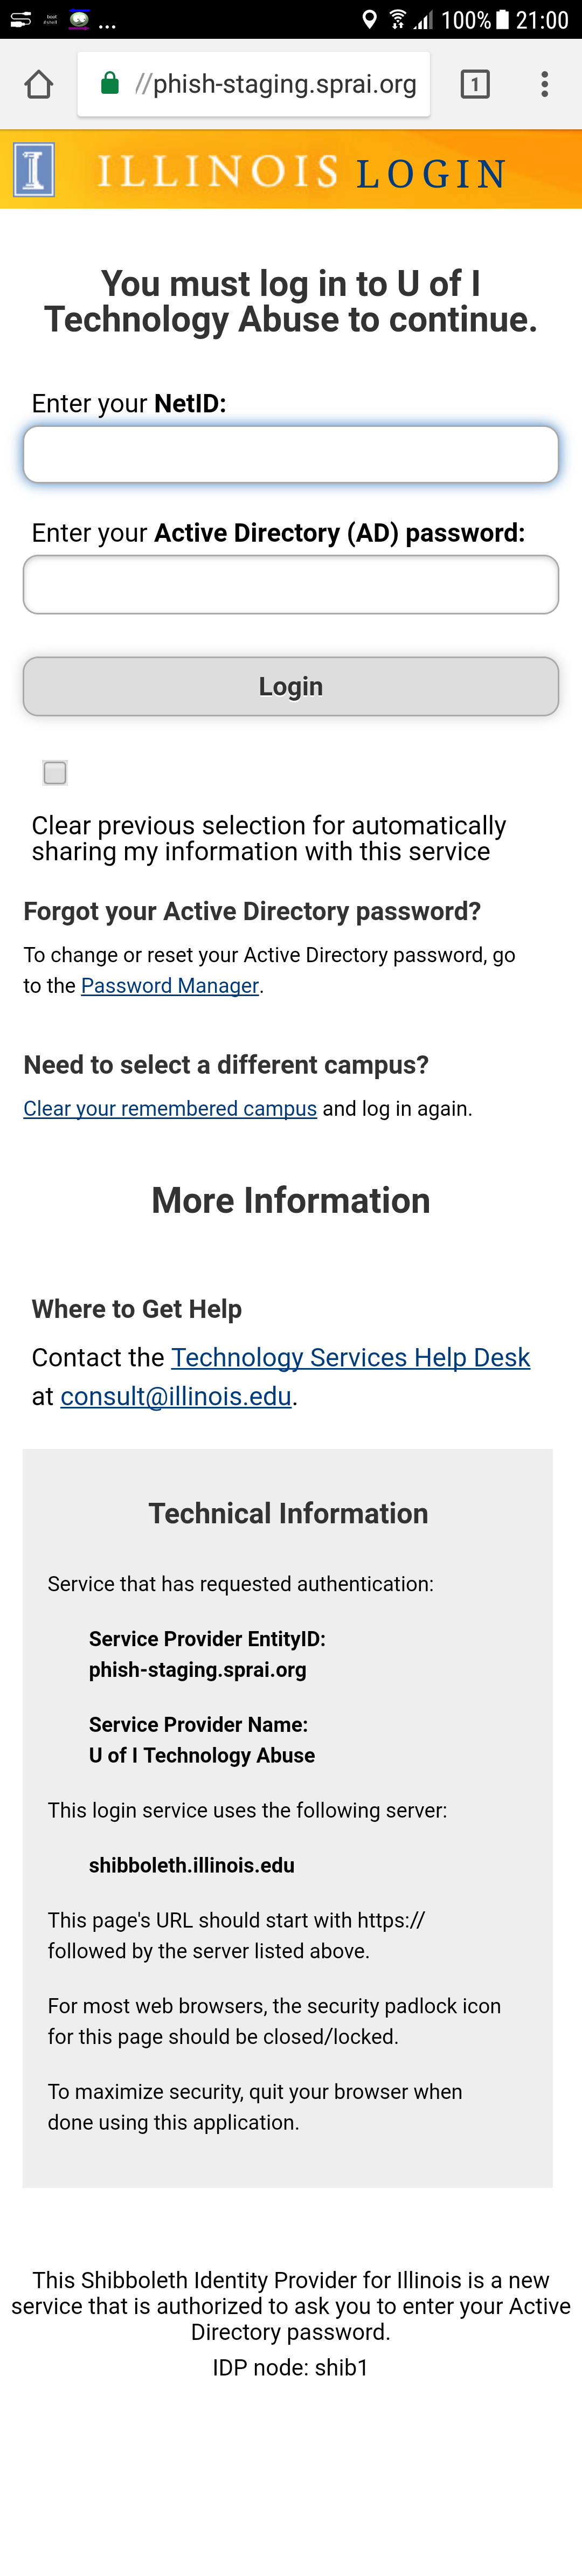 ... 100% 21:00
//phish-staging.sprai.org 1
I ILLINOIS LOGIN
You must log in to U of I
Technology Abuse to continue.
Enter your NetID:
Enter your Active Directory (AD) password:
Login
Clear previous selection for automatically
sharing my information with this service
Forgot your Active Directory password?
To change or reset your Active Directory password, go
to the Password Manager.
Need to select a different campus?
Clear your remembered campus and log in again.
More Information
Where to Get Help
Contact the Technology Services Help Desk
at consult@illinois.edu.
Technical Information
Service that has requested authentication:
Service Provider EntityID:
phish-staging.sprai.org
Service Provider Name:
U of I Technology Abuse
This login service uses the following server:
shibboleth.illinois.edu
This page's URL should start with https://
followed by the server listed above.
For most web browsers, the security padlock icon
for this page should be closed/locked.
To maximize security, quit your browser when
done using this application.
This Shibboleth Identity Provider for Illinois is a new
service that is authorized to ask you to enter your Active
Directory password.
IDP node: shib1